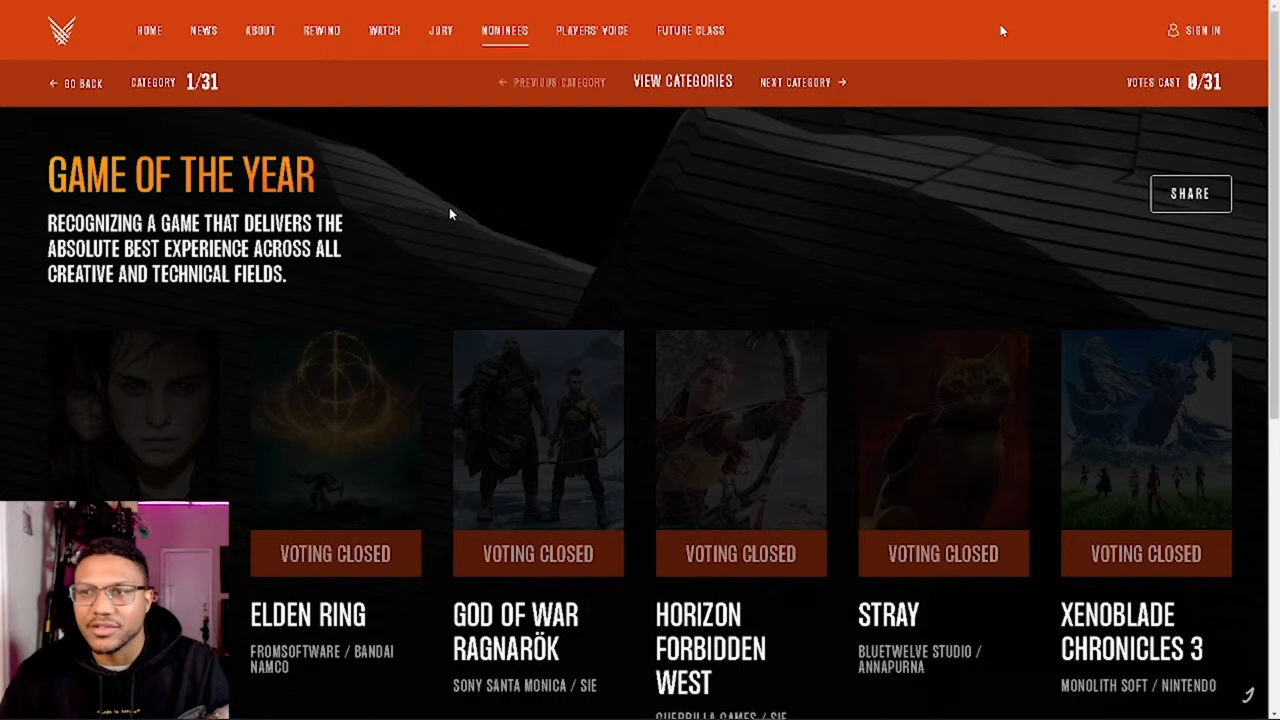 HOME NEWS ABOUT REWIND WATCH JURY NOMINEES PLAYERS' VOICE FUTURE CLASS SIGN IN
← GO BACK CATEGORY 1/31 ← PREVIOUS CATEGORY VIEW CATEGORIES NEXT CATEGORY → VOTES CAST 0/31
GAME OF THE YEAR
SHARE
RECOGNIZING A GAME THAT DELIVERS THE
ABSOLUTE BEST EXPERIENCE ACROSS ALL
CREATIVE AND TECHNICAL FIELDS.
VOTING CLOSED VOTING CLOSED VOTING CLOSED VOTING CLOSED VOTING CLOSED
ELDEN RING
FROMSOFTWARE / BANDAI
NAMCO
GOD OF WAR
RAGNARÖK
SONY SANTA MONICA / SIE
HORIZON
FORBIDDEN
WEST
GUERRILLA GAMES / SIE
STRAY
BLUETWELVE STUDIO /
ANNAPURNA
XENOBLADE
CHRONICLES 3
MONOLITH SOFT / NINTENDO